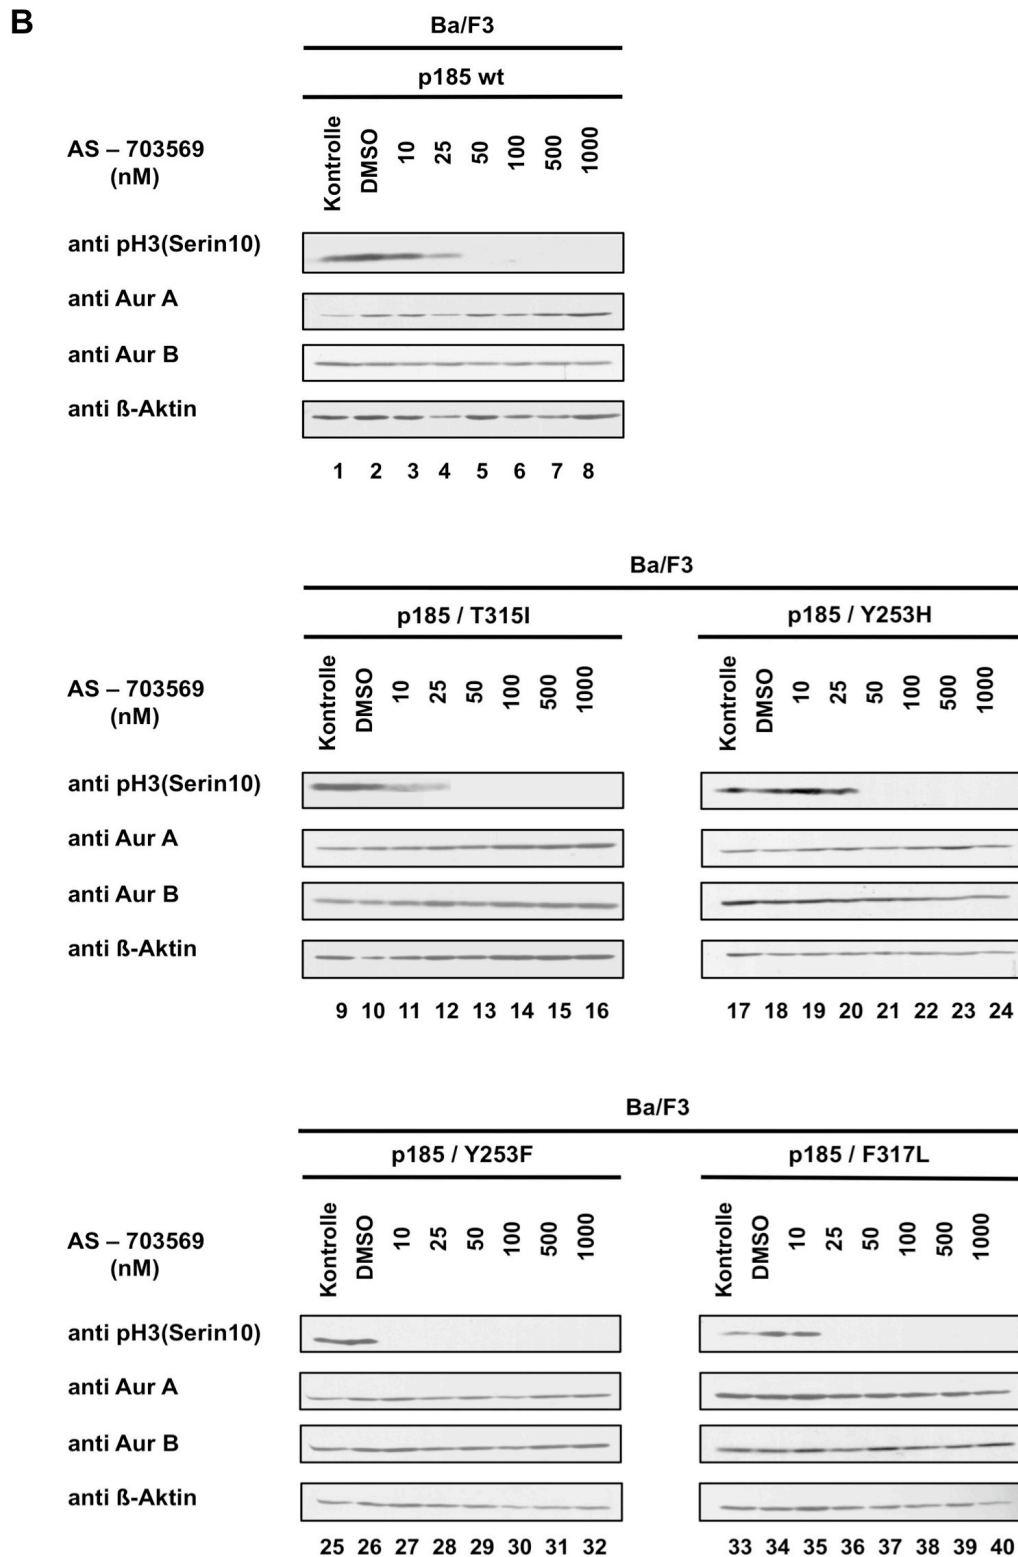 B
Ba/F3
p185 wt
AS – 703569
(nM)
Kontrolle
DMSO
10
25
50
100
500
1000
anti pH3(Serin10)
anti Aur A
anti Aur B
anti ß-Aktin
1 2 3 4 5 6 7 8
Ba/F3
p185 / T315I
p185 / Y253H
AS – 703569
(nM)
Kontrolle
DMSO
10
25
50
100
500
1000
Kontrolle
DMSO
10
25
50
100
500
1000
anti pH3(Serin10)
anti Aur A
anti Aur B
anti ß-Aktin
9 10 11 12 13 14 15 16
17 18 19 20 21 22 23 24
Ba/F3
p185 / Y253F
p185 / F317L
AS – 703569
(nM)
Kontrolle
DMSO
10
25
50
100
500
1000
Kontrolle
DMSO
10
25
50
100
500
1000
anti pH3(Serin10)
anti Aur A
anti Aur B
anti ß-Aktin
25 26 27 28 29 30 31 32
33 34 35 36 37 38 39 40